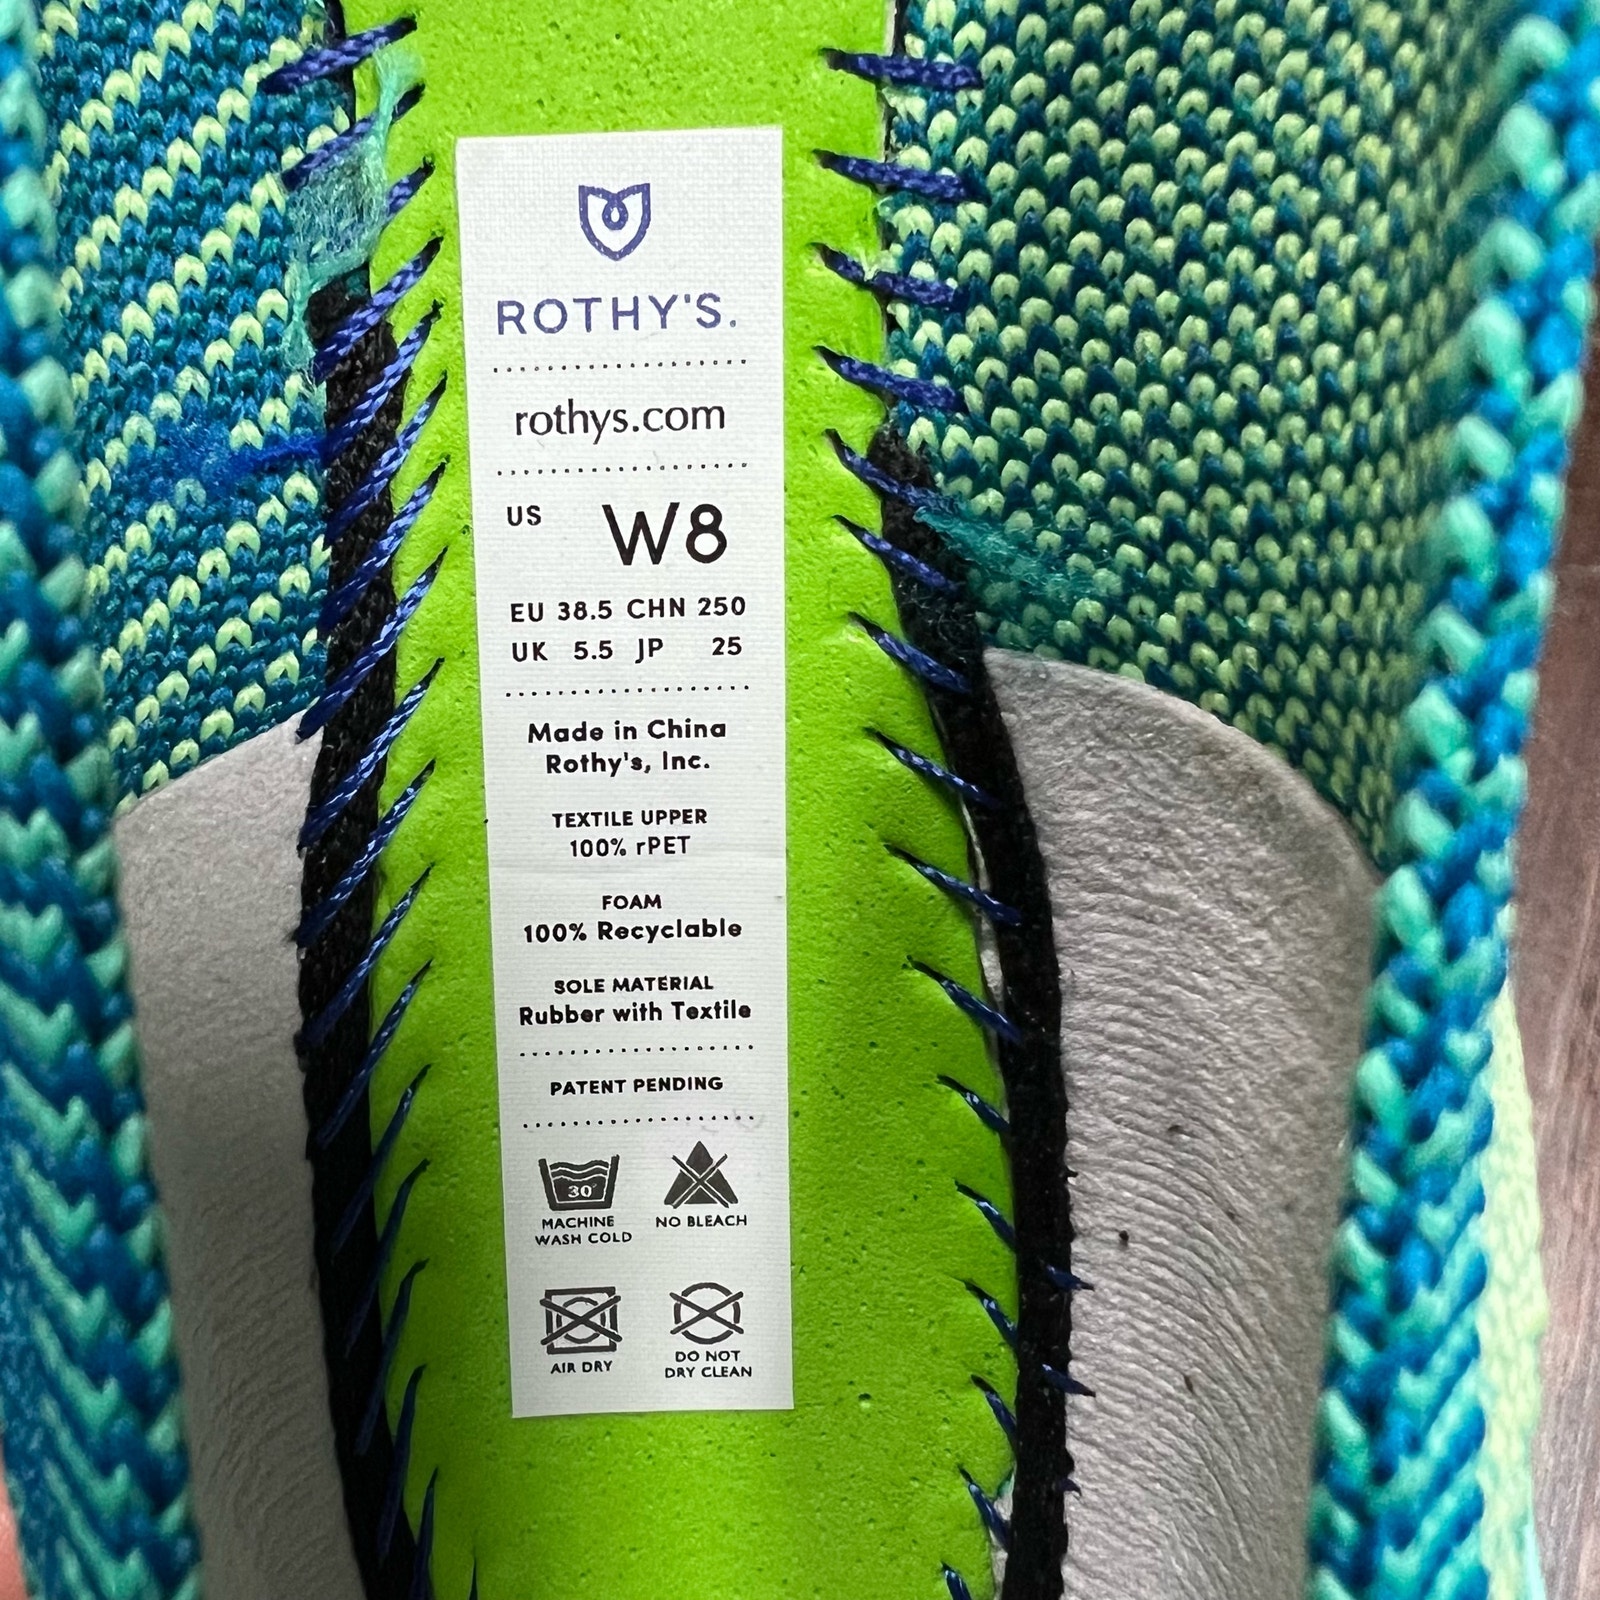 ROTHY'S.
rothys.com
US W8
EU 38.5 CHN 250
UK 5.5 JP 25
Made in China
Rothy's, Inc.
TEXTILE UPPER
100% rPET
FOAM
100% Recyclable
SOLE MATERIAL
Rubber with Textile
PATENT PENDING
30°
MACHINE
WASH COLD
NO BLEACH
AIR DRY
DO NOT
DRY CLEAN